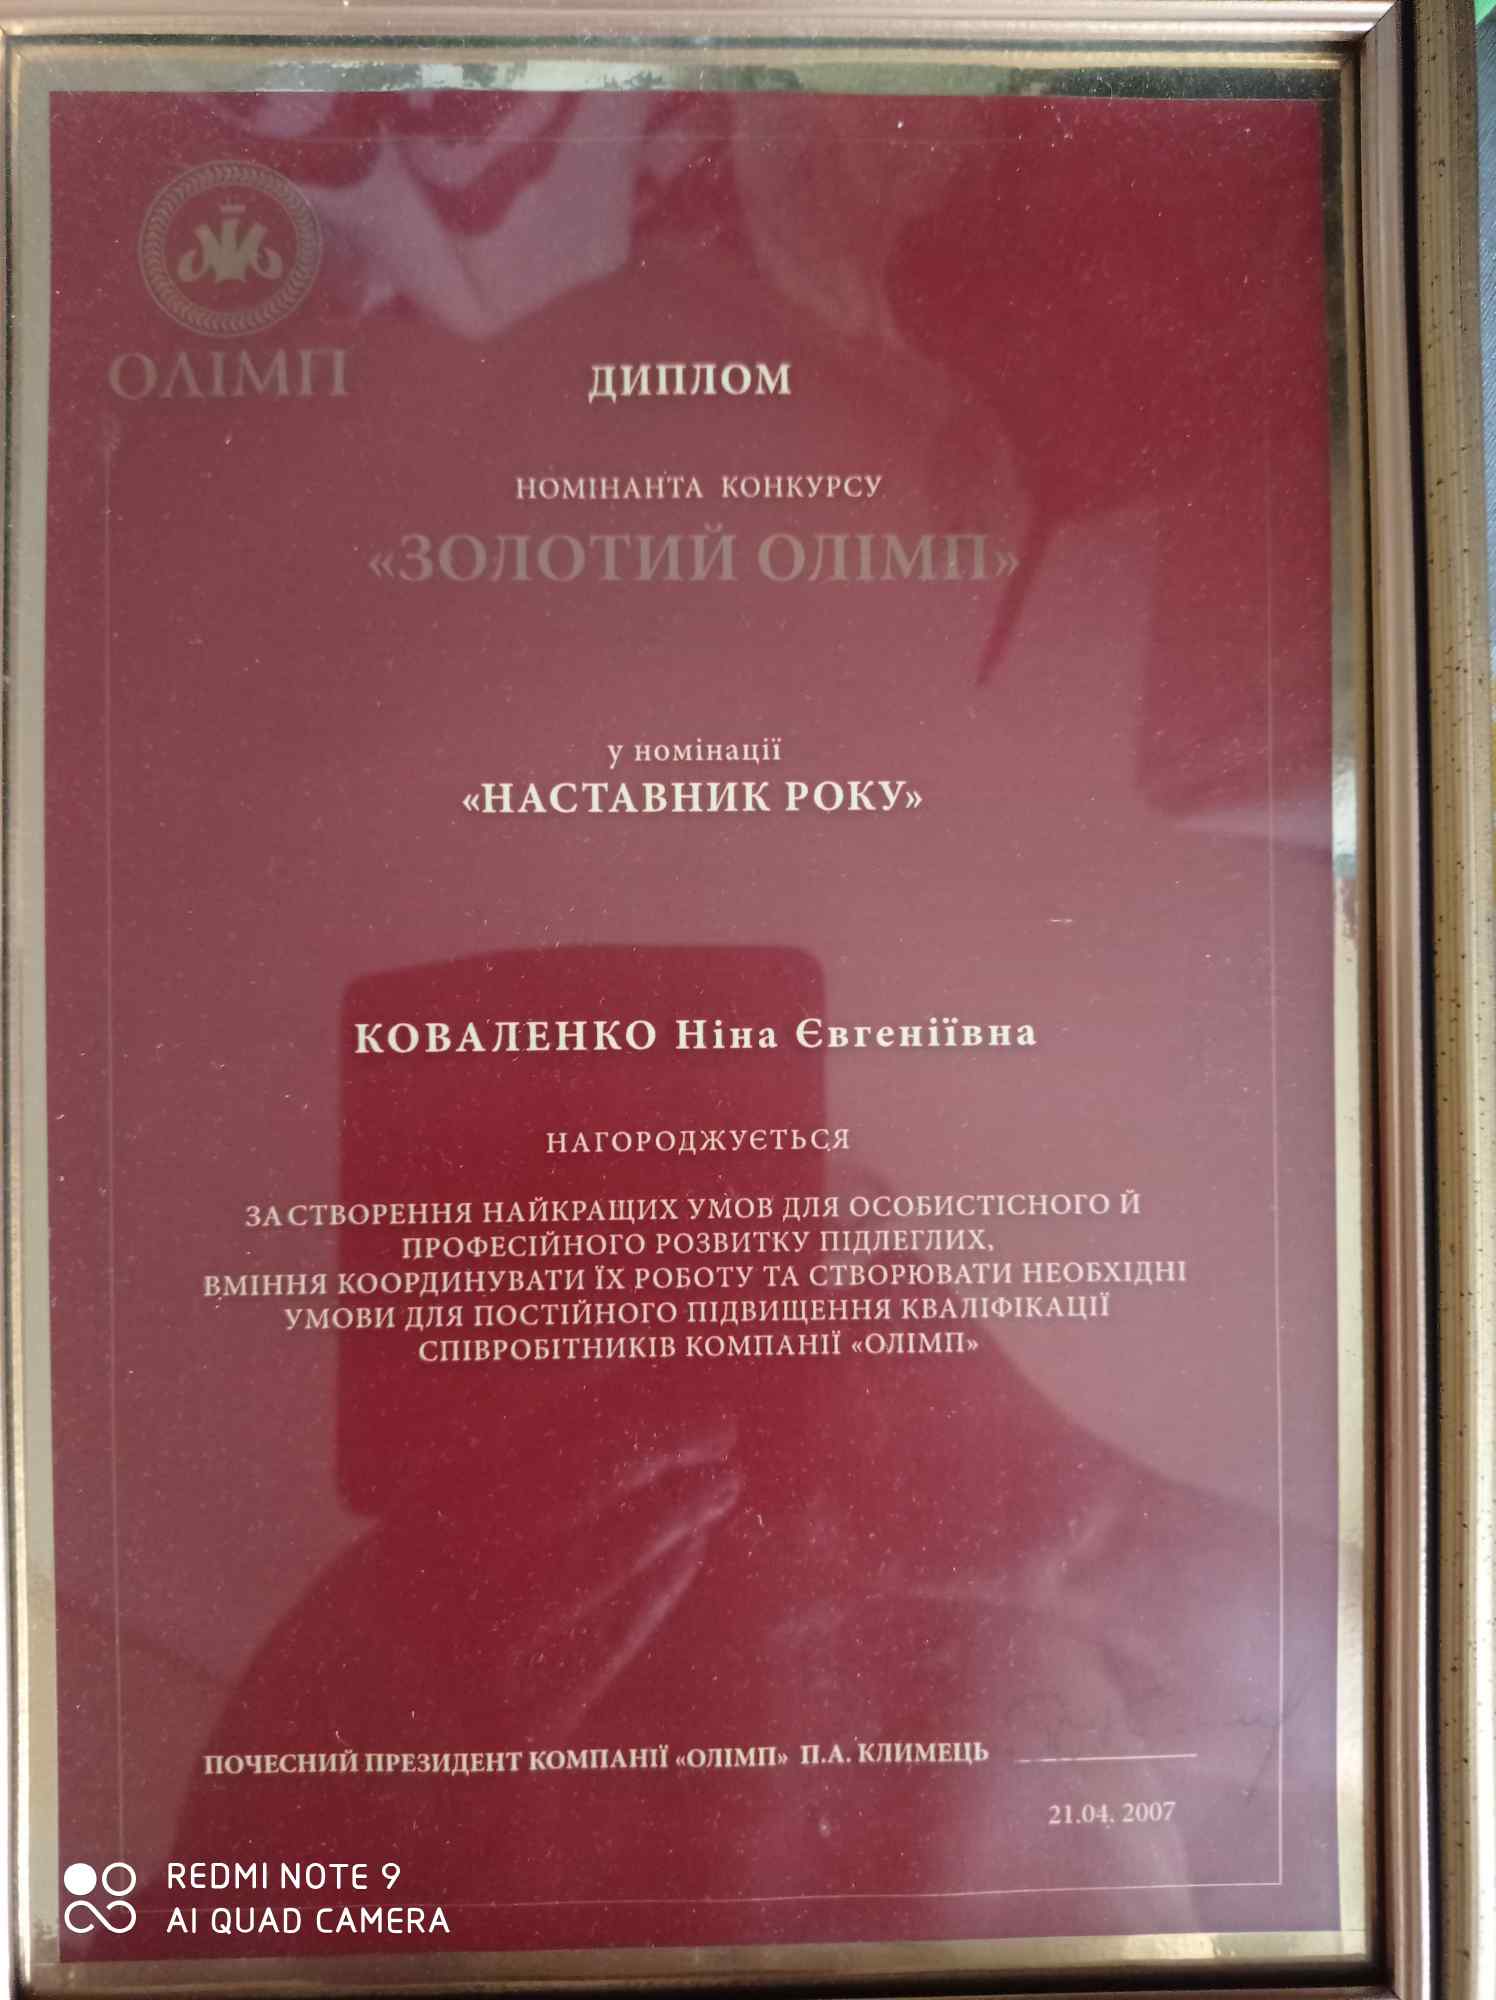 ОЛІМП
ДИПЛОМ
НОМІНАНТА КОНКУРСУ
«ЗОЛОТИЙ ОЛІМП»
у номінації
«НАСТАВНИК РОКУ»
КОВАЛЕНКО Ніна Євгеніївна
НАГОРОДЖУЄТЬСЯ
ЗА СТВОРЕННЯ НАЙКРАЩИХ УМОВ ДЛЯ ОСОБИСТІСНОГО Й
ПРОФЕСІЙНОГО РОЗВИТКУ ПІДЛЕГЛИХ,
ВМІННЯ КООРДИНУВАТИ ЇХ РОБОТУ ТА СТВОРЮВАТИ НЕОБХІДНІ
УМОВИ ДЛЯ ПОСТІЙНОГО ПІДВИЩЕННЯ КВАЛІФІКАЦІЇ
СПІВРОБІТНИКІВ КОМПАНІЇ «ОЛІМП»
ПОЧЕСНИЙ ПРЕЗИДЕНТ КОМПАНІЇ «ОЛІМП» П.А. КЛИМЕЦЬ
21.04. 2007
REDMI NOTE 9
AI QUAD CAMERA